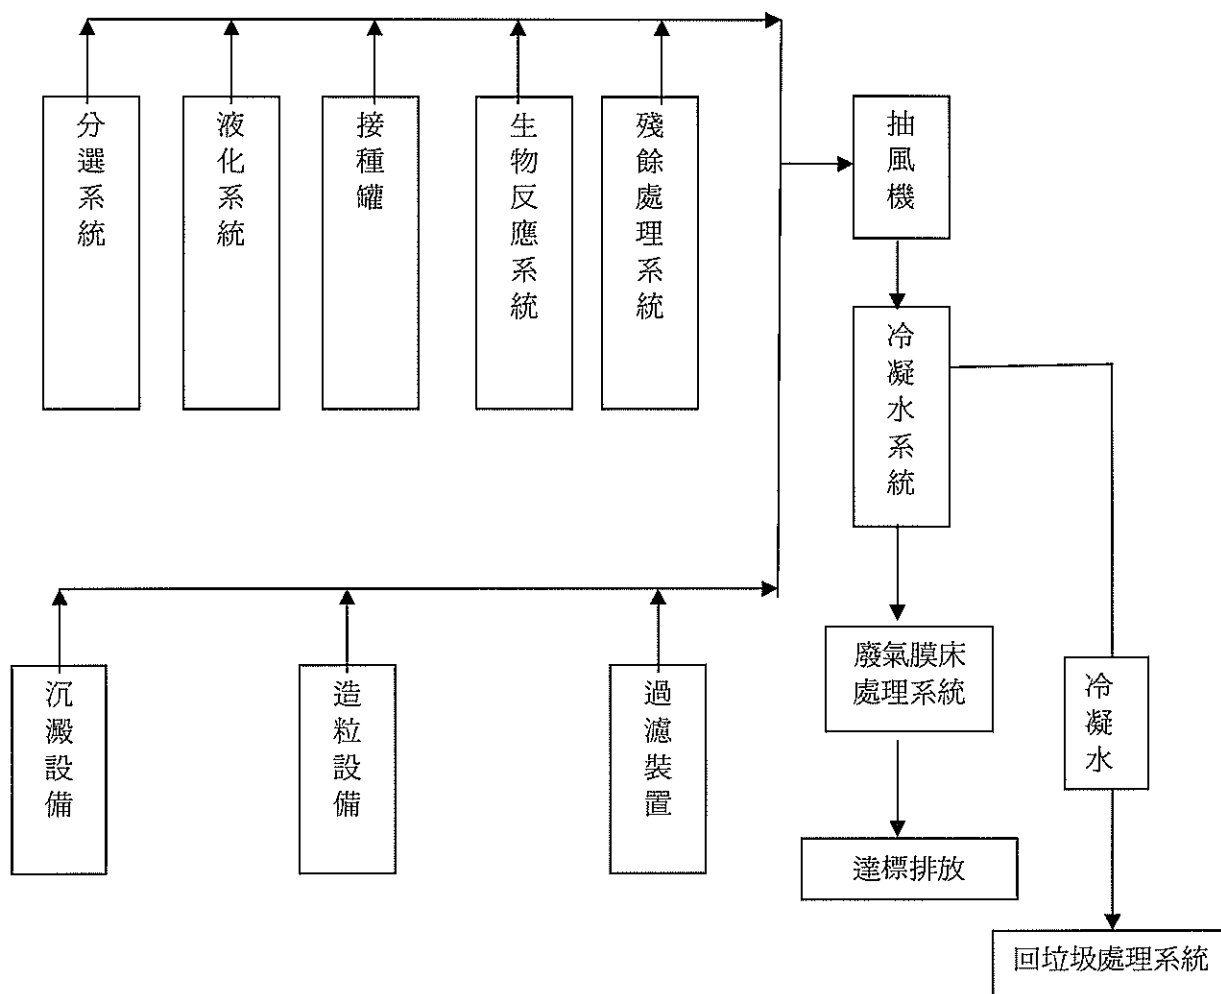 分選系統
液化系統
接種罐
生物反應系統
殘餘處理系統
抽風機
冷凝水系統
沉澱設備
造粒設備
過濾裝置
廢氣膜床
處理系統
冷凝水
達標排放
回垃圾處理系統